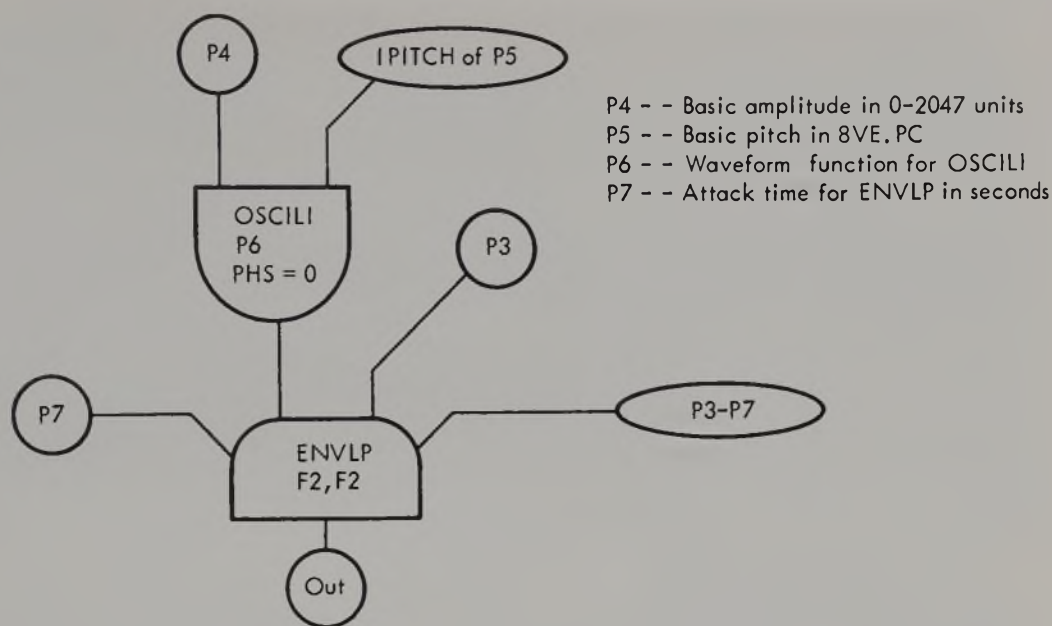 P4
IPITCH of P5
P4 - - Basic amplitude in 0-2047 units
P5 - - Basic pitch in 8VE.PC
P6 - - Waveform function for OSCILI
P7 - - Attack time for ENVLP in seconds
OSCILI
P6
PHS = 0
P3
P7
P3-P7
ENVLP
F2, F2
Out